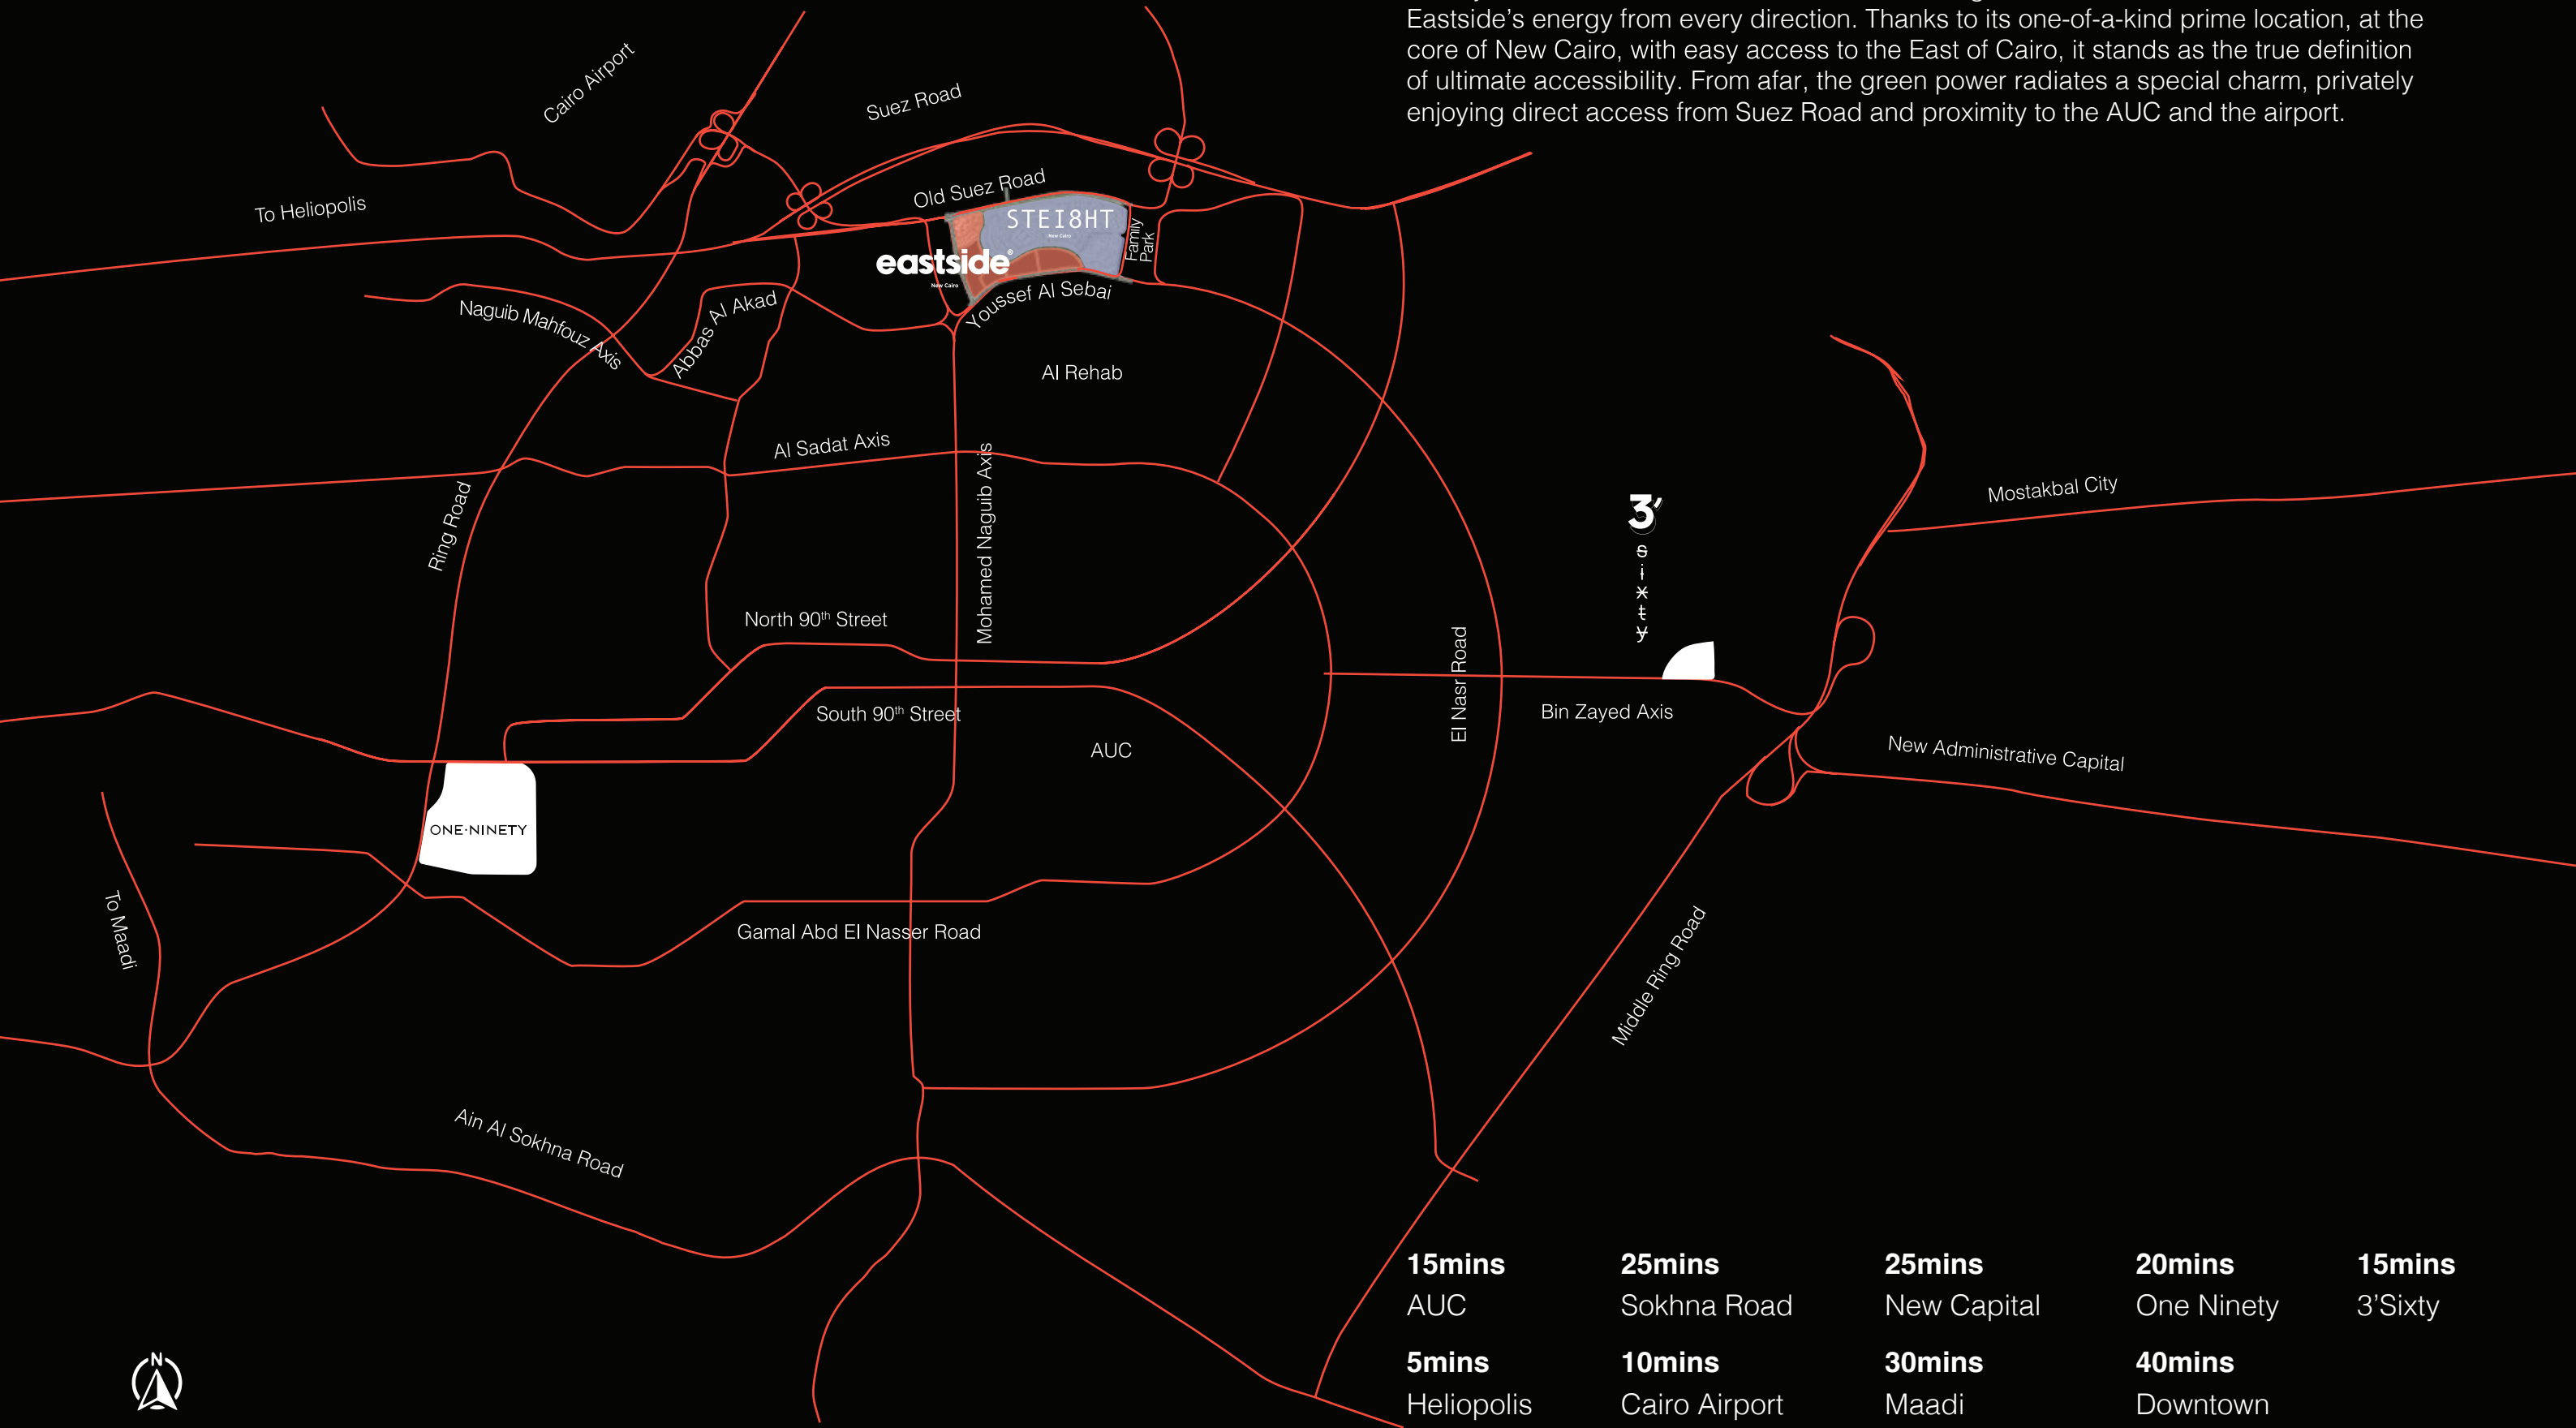 Eastside’s energy from every direction. Thanks to its one-of-a-kind prime location, at the
core of New Cairo, with easy access to the East of Cairo, it stands as the true definition
of ultimate accessibility. From afar, the green power radiates a special charm, privately
enjoying direct access from Suez Road and proximity to the AUC and the airport.
Cairo Airport
Suez Road
To Heliopolis
Old Suez Road
STEI8HT
New Cairo
Family
Park
eastside®
New Cairo
Youssef Al Sebai
Naguib Mahfouz Axis
Abbas Al Akad
Al Rehab
Al Sadat Axis
Ring Road
Mohamed Naguib Axis
Mostakbal City
3’
sixty
North 90th Street
South 90th Street
El Nasr Road
Bin Zayed Axis
AUC
New Administrative Capital
ONE·NINETY
To Maadi
Gamal Abd El Nasser Road
Middle Ring Road
Ain Al Sokhna Road
15mins
AUC
25mins
Sokhna Road
25mins
New Capital
20mins
One Ninety
15mins
3’Sixty
5mins
Heliopolis
10mins
Cairo Airport
30mins
Maadi
40mins
Downtown
N